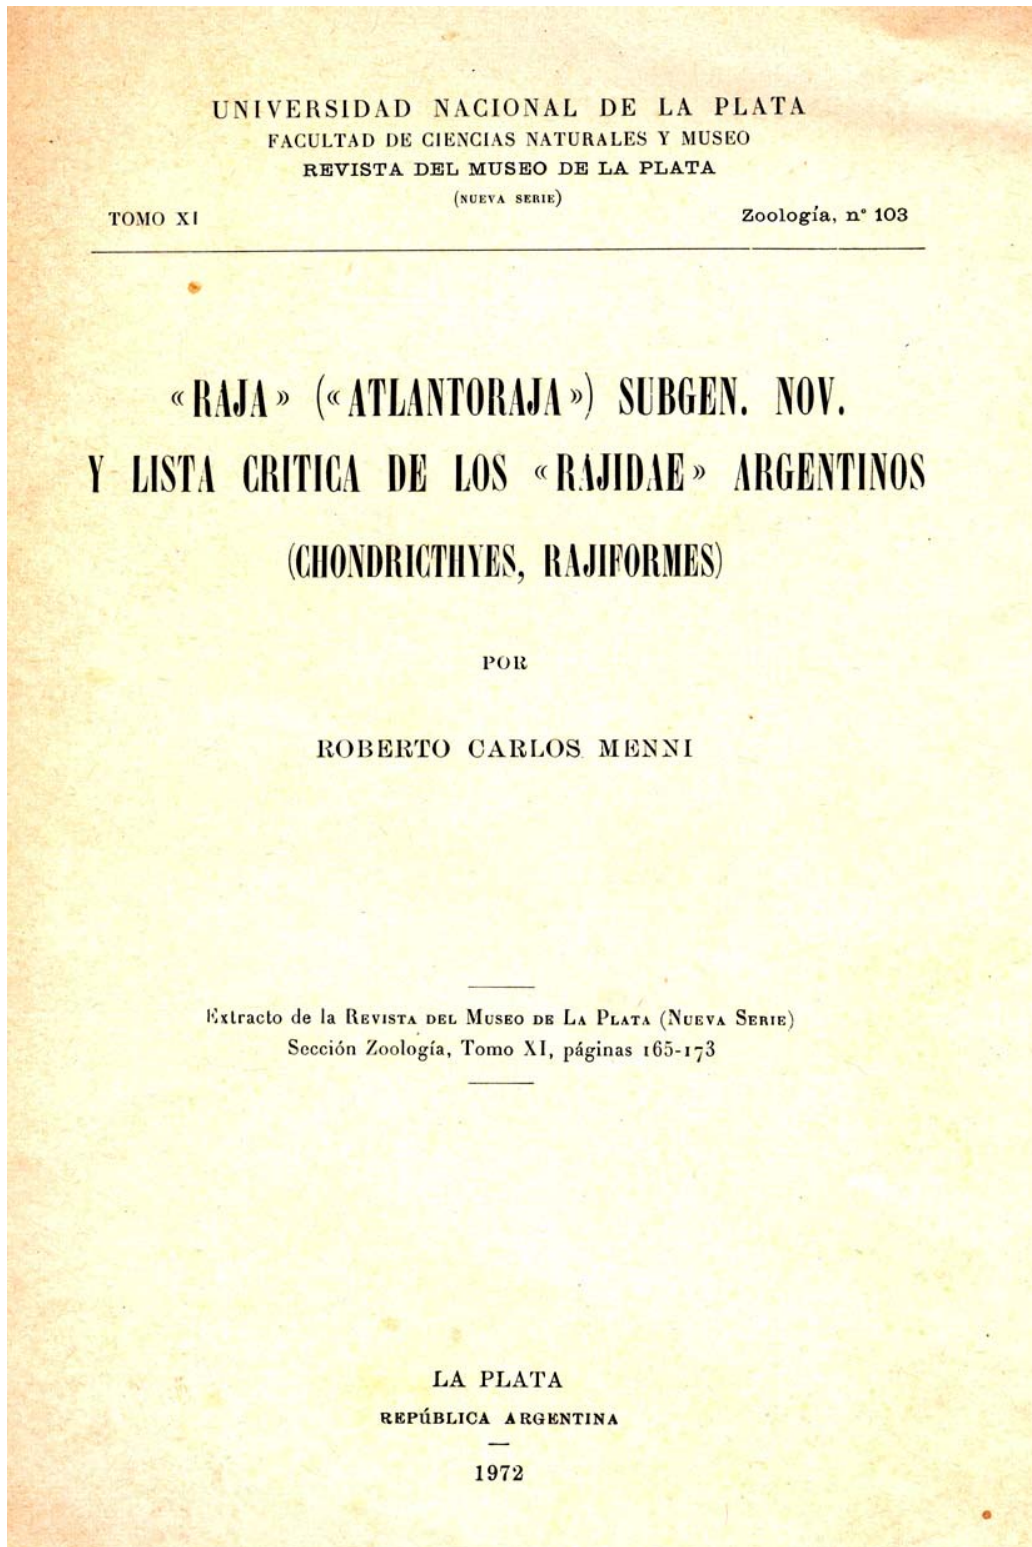 UNIVERSIDAD NACIONAL DE LA PLATA
FACULTAD DE CIENCIAS NATURALES Y MUSEO
REVISTA DEL MUSEO DE LA PLATA
(NUEVA SERIE)
TOMO XI
Zoología, n° 103
«RAJA» («ATLANTORAJA») SUBGEN. NOV.
Y LISTA CRITICA DE LOS «RAJIDAE» ARGENTINOS
(CHONDRICTHYES, RAJIFORMES)
POR
ROBERTO CARLOS MENNI
Extracto de la REVISTA DEL MUSEO DE LA PLATA (NUEVA SERIE)
Sección Zoología, Tomo XI, páginas 165-173
LA PLATA
REPÚBLICA ARGENTINA
1972